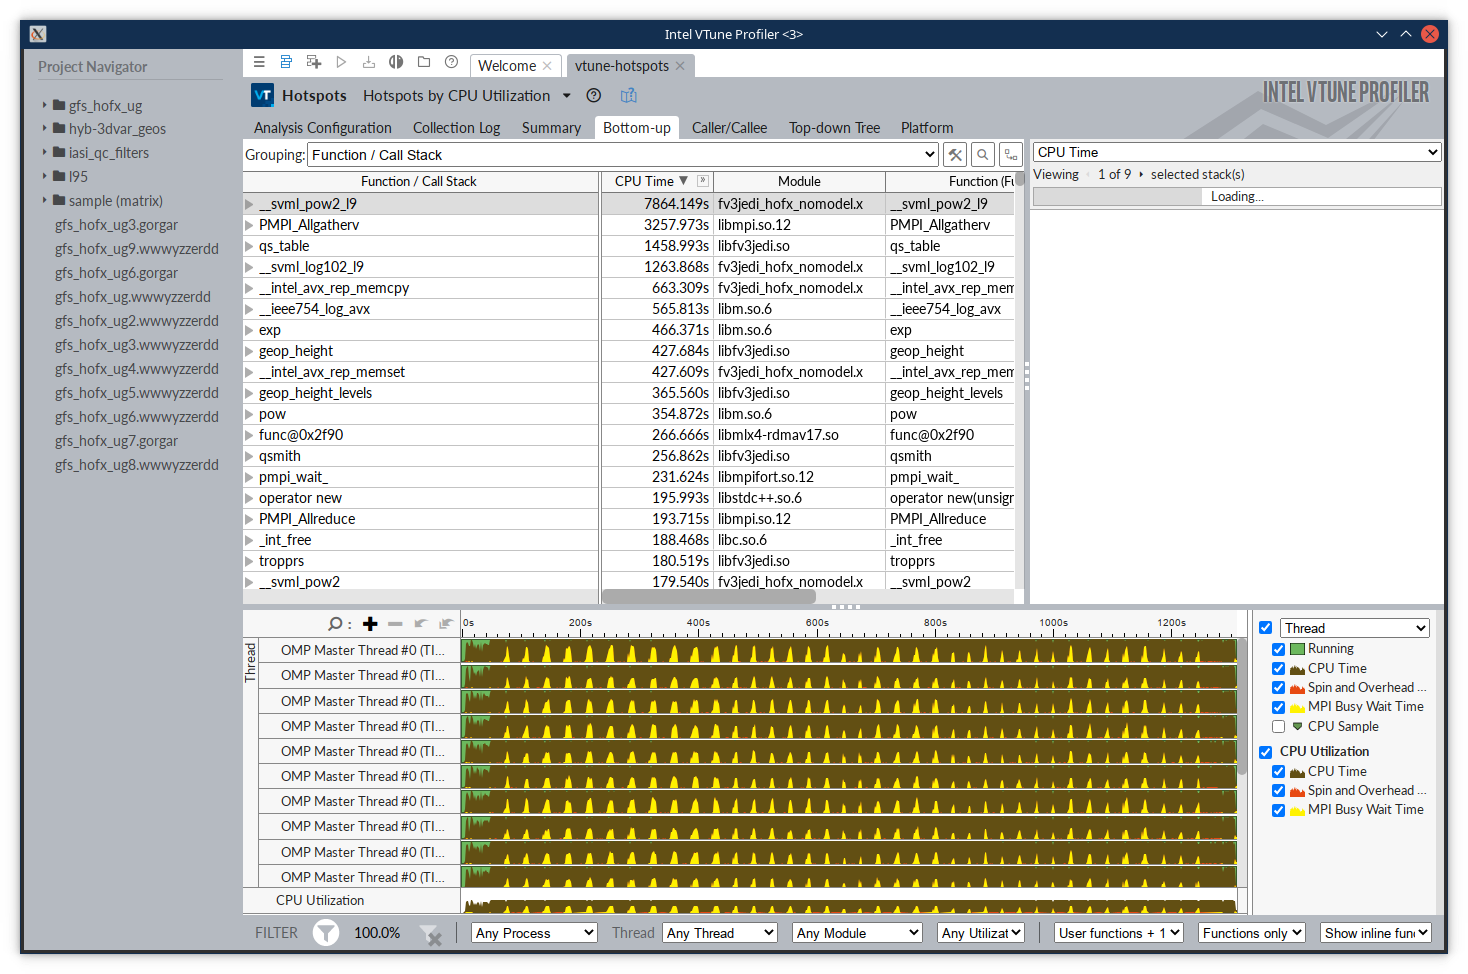 Intel VTune Profiler <3>
Project Navigator
gfs_hofx_ug
hyb-3dvar_geos
iasi_qc_filters
l95
sample (matrix)
gfs_hofx_ug3.gorgar
gfs_hofx_ug9.wwwyzzerdd
gfs_hofx_ug6.gorgar
gfs_hofx_ug.wwwyzzerdd
gfs_hofx_ug2.wwwyzzerdd
gfs_hofx_ug3.wwwyzzerdd
gfs_hofx_ug4.wwwyzzerdd
gfs_hofx_ug5.wwwyzzerdd
gfs_hofx_ug6.wwwyzzerdd
gfs_hofx_ug7.gorgar
gfs_hofx_ug8.wwwyzzerdd
Welcome vtune-hotspots
VT Hotspots Hotspots by CPU Utilization INTEL VTUNE PROFILER
Analysis Configuration Collection Log Summary Bottom-up Caller/Callee Top-down Tree Platform
Grouping: Function / Call Stack
Function / Call Stack CPU Time Module Function (Fu
__svml_pow2_l9 7864.149s fv3jedi_hofx_nomodel.x __svml_pow2_l9
PMPI_Allgatherv 3257.973s libmpi.so.12 PMPI_Allgatherv
qs_table 1458.993s libfv3jedi.so qs_table
__svml_log102_l9 1263.868s fv3jedi_hofx_nomodel.x __svml_log102_l9
__intel_avx_rep_memcpy 663.309s fv3jedi_hofx_nomodel.x __intel_avx_rep_mem
__ieee754_log_avx 565.813s libm.so.6 __ieee754_log_avx
exp 466.371s libm.so.6 exp
geop_height 427.684s libfv3jedi.so geop_height
__intel_avx_rep_memset 427.609s fv3jedi_hofx_nomodel.x __intel_avx_rep_mem
geop_height_levels 365.560s libfv3jedi.so geop_height_levels
pow 354.872s libm.so.6 pow
func@0x2f90 266.666s libmlx4-rdmav17.so func@0x2f90
qsmith 256.862s libfv3jedi.so qsmith
pmpi_wait_ 231.624s libmpifort.so.12 pmpi_wait_
operator new 195.993s libstdc++.so.6 operator new(unsign
PMPI_Allreduce 193.715s libmpi.so.12 PMPI_Allreduce
_int_free 188.468s libc.so.6 _int_free
tropprs 180.519s libfv3jedi.so tropprs
__svml_pow2 179.540s fv3jedi_hofx_nomodel.x __svml_pow2
CPU Time
Viewing 1 of 9 selected stack(s)
Loading...
0s 200s 400s 600s 800s 1000s 1200s
Thread
OMP Master Thread #0 (TI...
OMP Master Thread #0 (TI...
OMP Master Thread #0 (TI...
OMP Master Thread #0 (TI...
OMP Master Thread #0 (TI...
OMP Master Thread #0 (TI...
OMP Master Thread #0 (TI...
OMP Master Thread #0 (TI...
OMP Master Thread #0 (TI...
OMP Master Thread #0 (TI...
CPU Utilization
Thread
Running
CPU Time
Spin and Overhead ...
MPI Busy Wait Time
CPU Sample
CPU Utilization
CPU Time
Spin and Overhead ...
MPI Busy Wait Time
FILTER 100.0% Any Process Thread Any Thread Any Module Any Utilizat User functions + 1 Functions only Show inline func